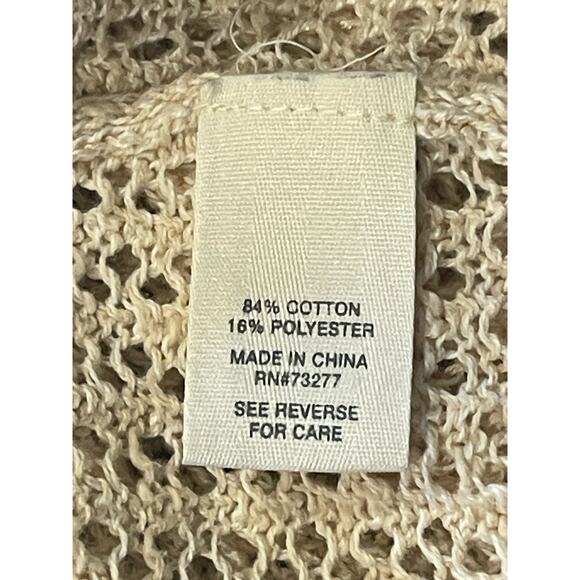 84% COTTON
16% POLYESTER
MADE IN CHINA
RN#73277
SEE REVERSE
FOR CARE